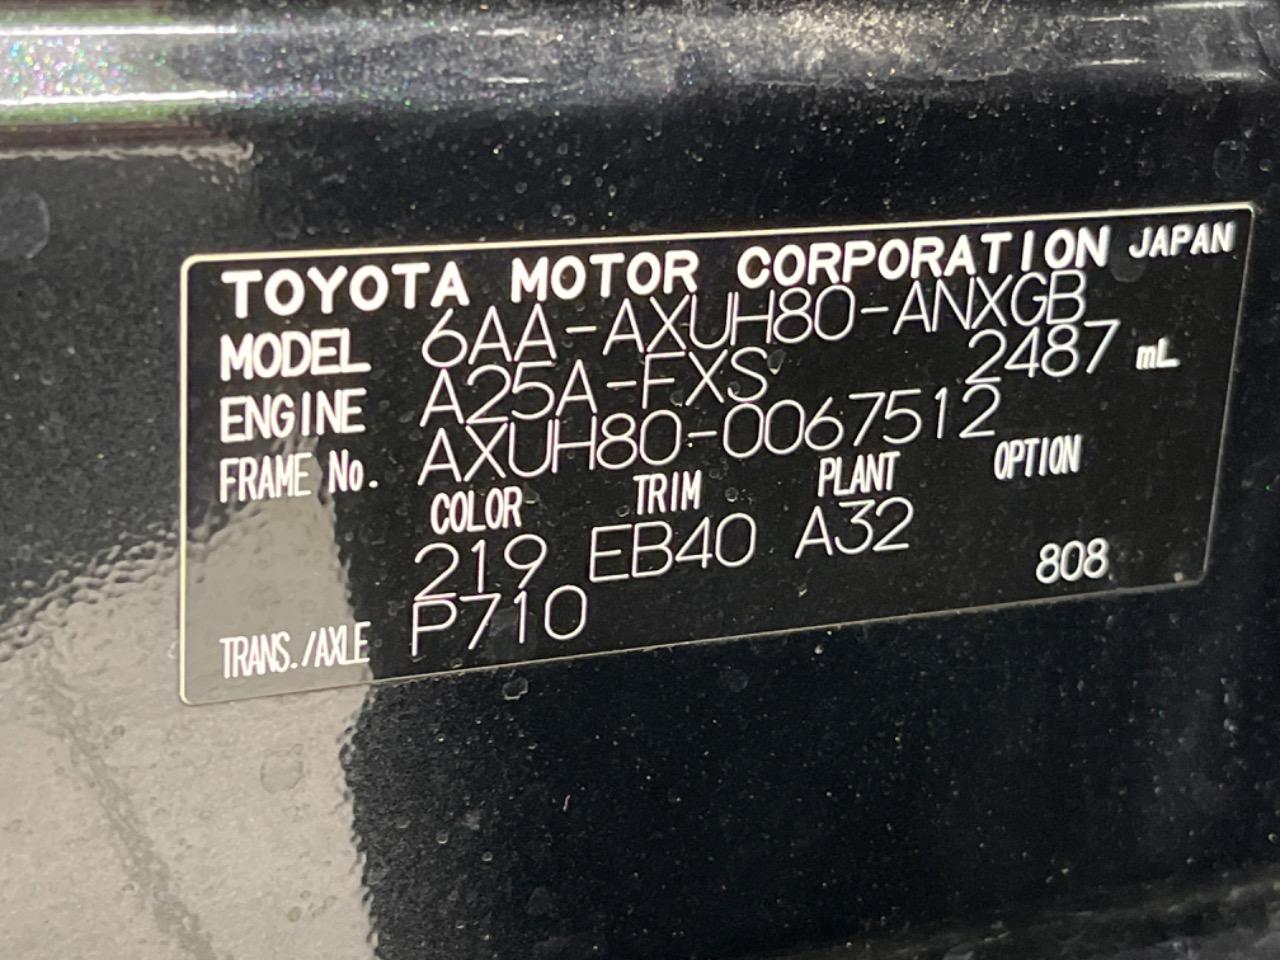 TOYOTA MOTOR CORPORATION JAPAN
MODEL 6AA-AXUH80-ANXGB
ENGINE A25A-FXS 2487 mL
FRAME No. AXUH80-0067512
COLOR TRIM PLANT OPTION
219 EB40 A32 808
TRANS./AXLE P710